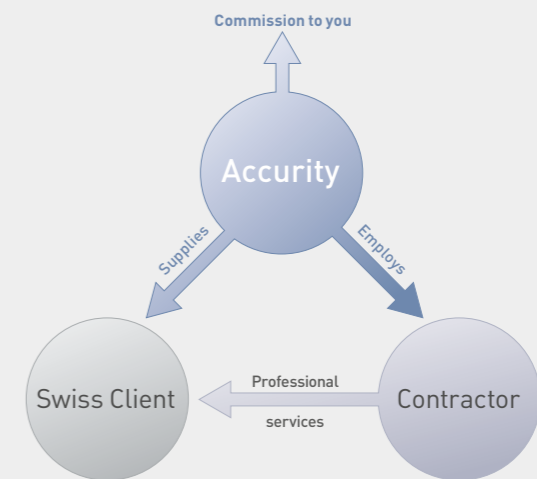 Commission to you
Accurity
Supplies
Employs
Swiss Client
Professional
services
Contractor